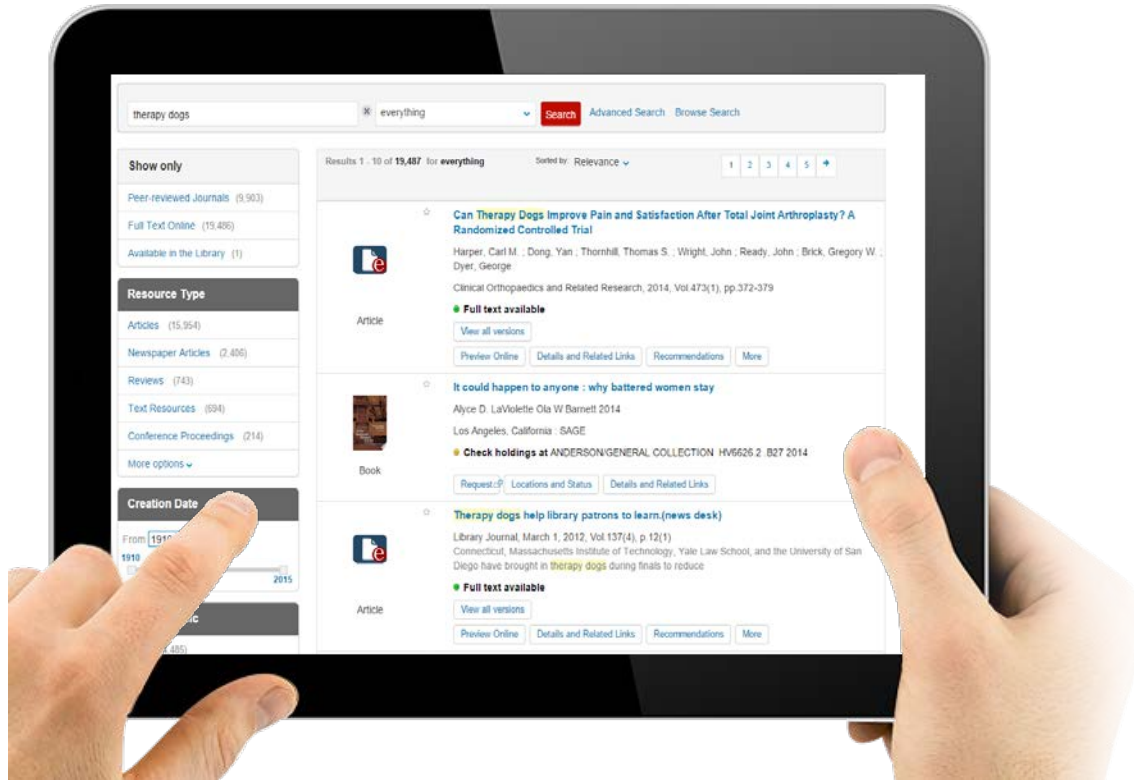 therapy dogs
everything
Search
Advanced Search Browse Search
Show only
Peer-reviewed Journals (9,903)
Full Text Online (19,486)
Available in the Library (1)
Resource Type
Articles (15,954)
Newspaper Articles (2,406)
Reviews (743)
Text Resources (694)
Conference Proceedings (214)
More options
Creation Date
From 1910
1910
2015
Results 1 - 10 of 19,487 for everything
Sorted by: Relevance
1 2 3 4 5
Can Therapy Dogs Improve Pain and Satisfaction After Total Joint Arthroplasty? A
Randomized Controlled Trial
Harper, Carl M. ; Dong, Yan ; Thornhill, Thomas S. ; Wright, John ; Ready, John ; Brick, Gregory W. ;
Dyer, George
Clinical Orthopaedics and Related Research, 2014, Vol.473(1), pp.372-379
Full text available
Article
View all versions
Preview Online Details and Related Links Recommendations More
It could happen to anyone : why battered women stay
Alyce D. LaViolette Ola W Barnett 2014
Los Angeles, California : SAGE
Check holdings at ANDERSON/GENERAL COLLECTION HV6626.2 .B27 2014
Book
Request Locations and Status Details and Related Links
Therapy dogs help library patrons to learn.(news desk)
Library Journal, March 1, 2012, Vol.137(4), p.12(1)
Connecticut, Massachusetts Institute of Technology, Yale Law School, and the University of San
Diego have brought in therapy dogs during finals to reduce
Full text available
Article
View all versions
Preview Online Details and Related Links Recommendations More